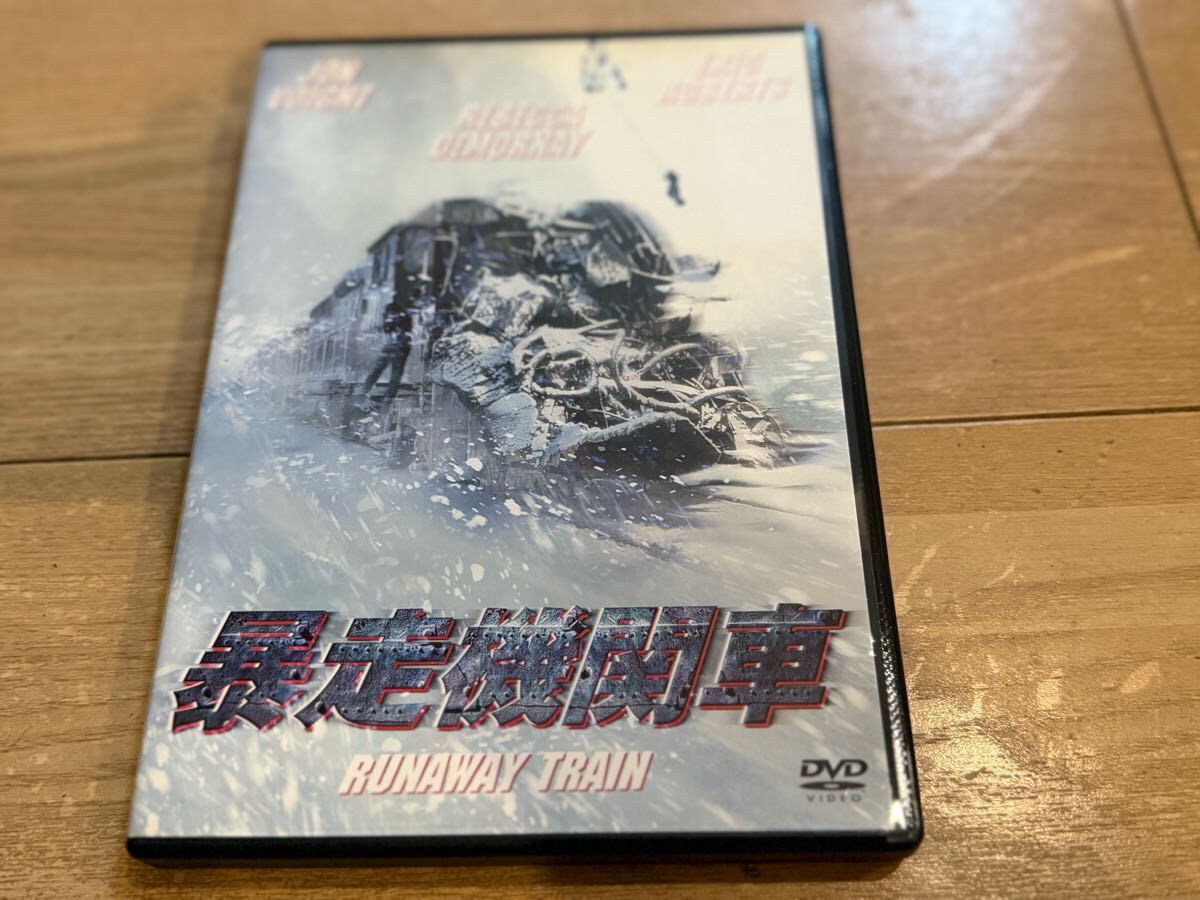 JON
VOIGHT
ERIC
ROBERTS
REBECCA
DEMORNAY
暴走機関車
RUNAWAY TRAIN
DVD
VIDEO